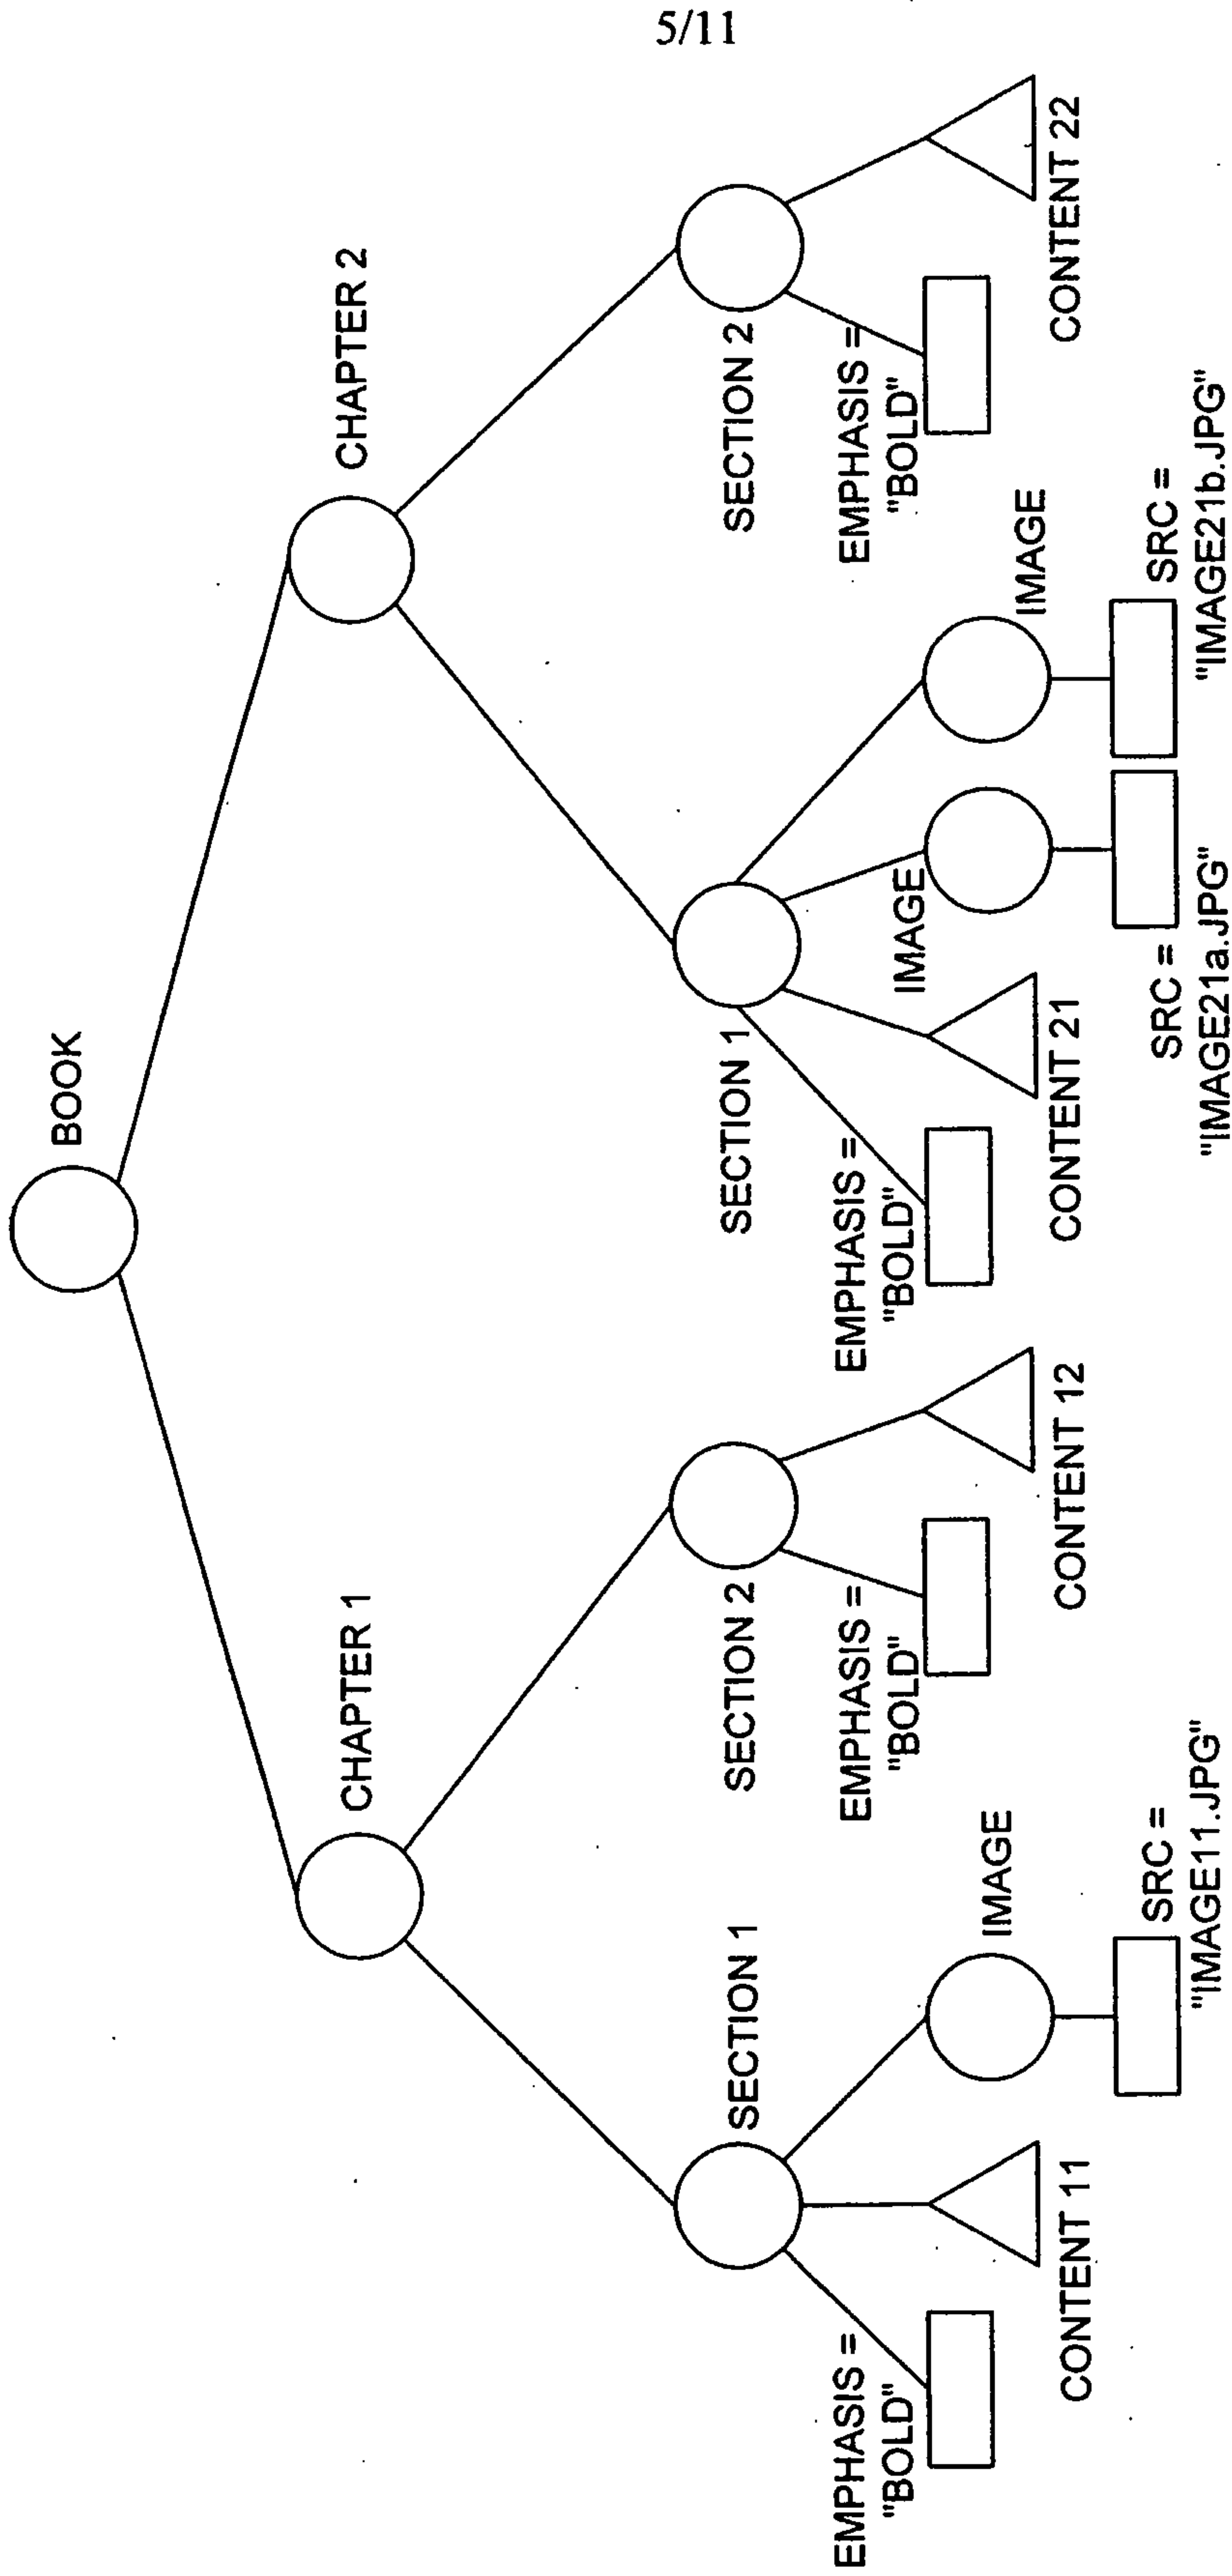 5/11
BOOK
CHAPTER 1
CHAPTER 2
SECTION 1
SECTION 2
SECTION 1
SECTION 2
EMPHASIS =
"BOLD"
CONTENT 11
IMAGE
SRC =
"IMAGE11.JPG"
EMPHASIS =
"BOLD"
CONTENT 12
EMPHASIS =
"BOLD"
CONTENT 21
IMAGE
SRC =
"IMAGE21a.JPG"
IMAGE
SRC =
"IMAGE21b.JPG"
EMPHASIS =
"BOLD"
CONTENT 22